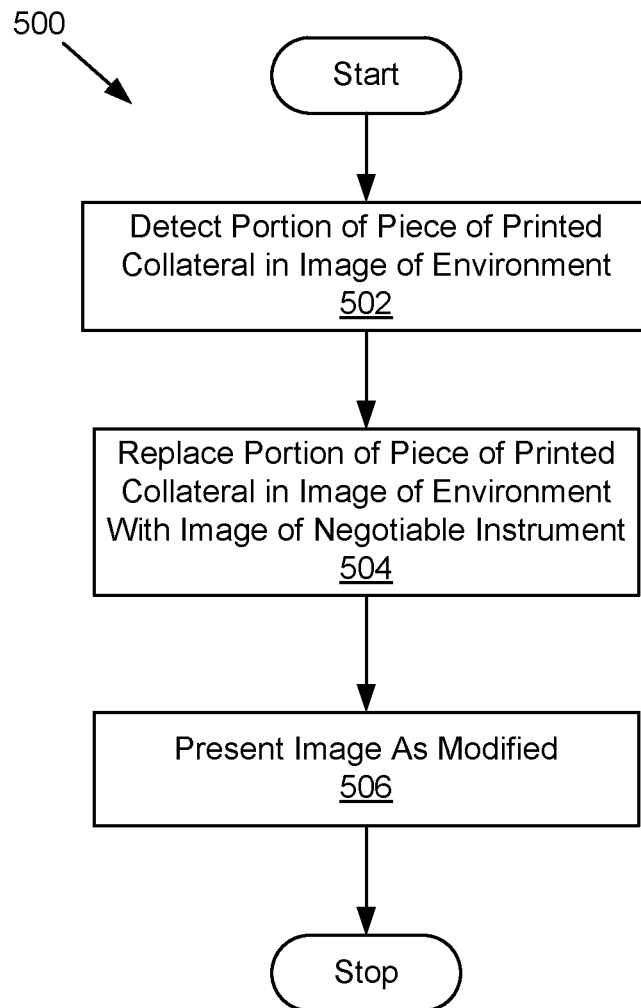 500
Start
Detect Portion of Piece of Printed
Collateral in Image of Environment
502
Replace Portion of Piece of Printed
Collateral in Image of Environment
With Image of Negotiable Instrument
504
Present Image As Modified
506
Stop